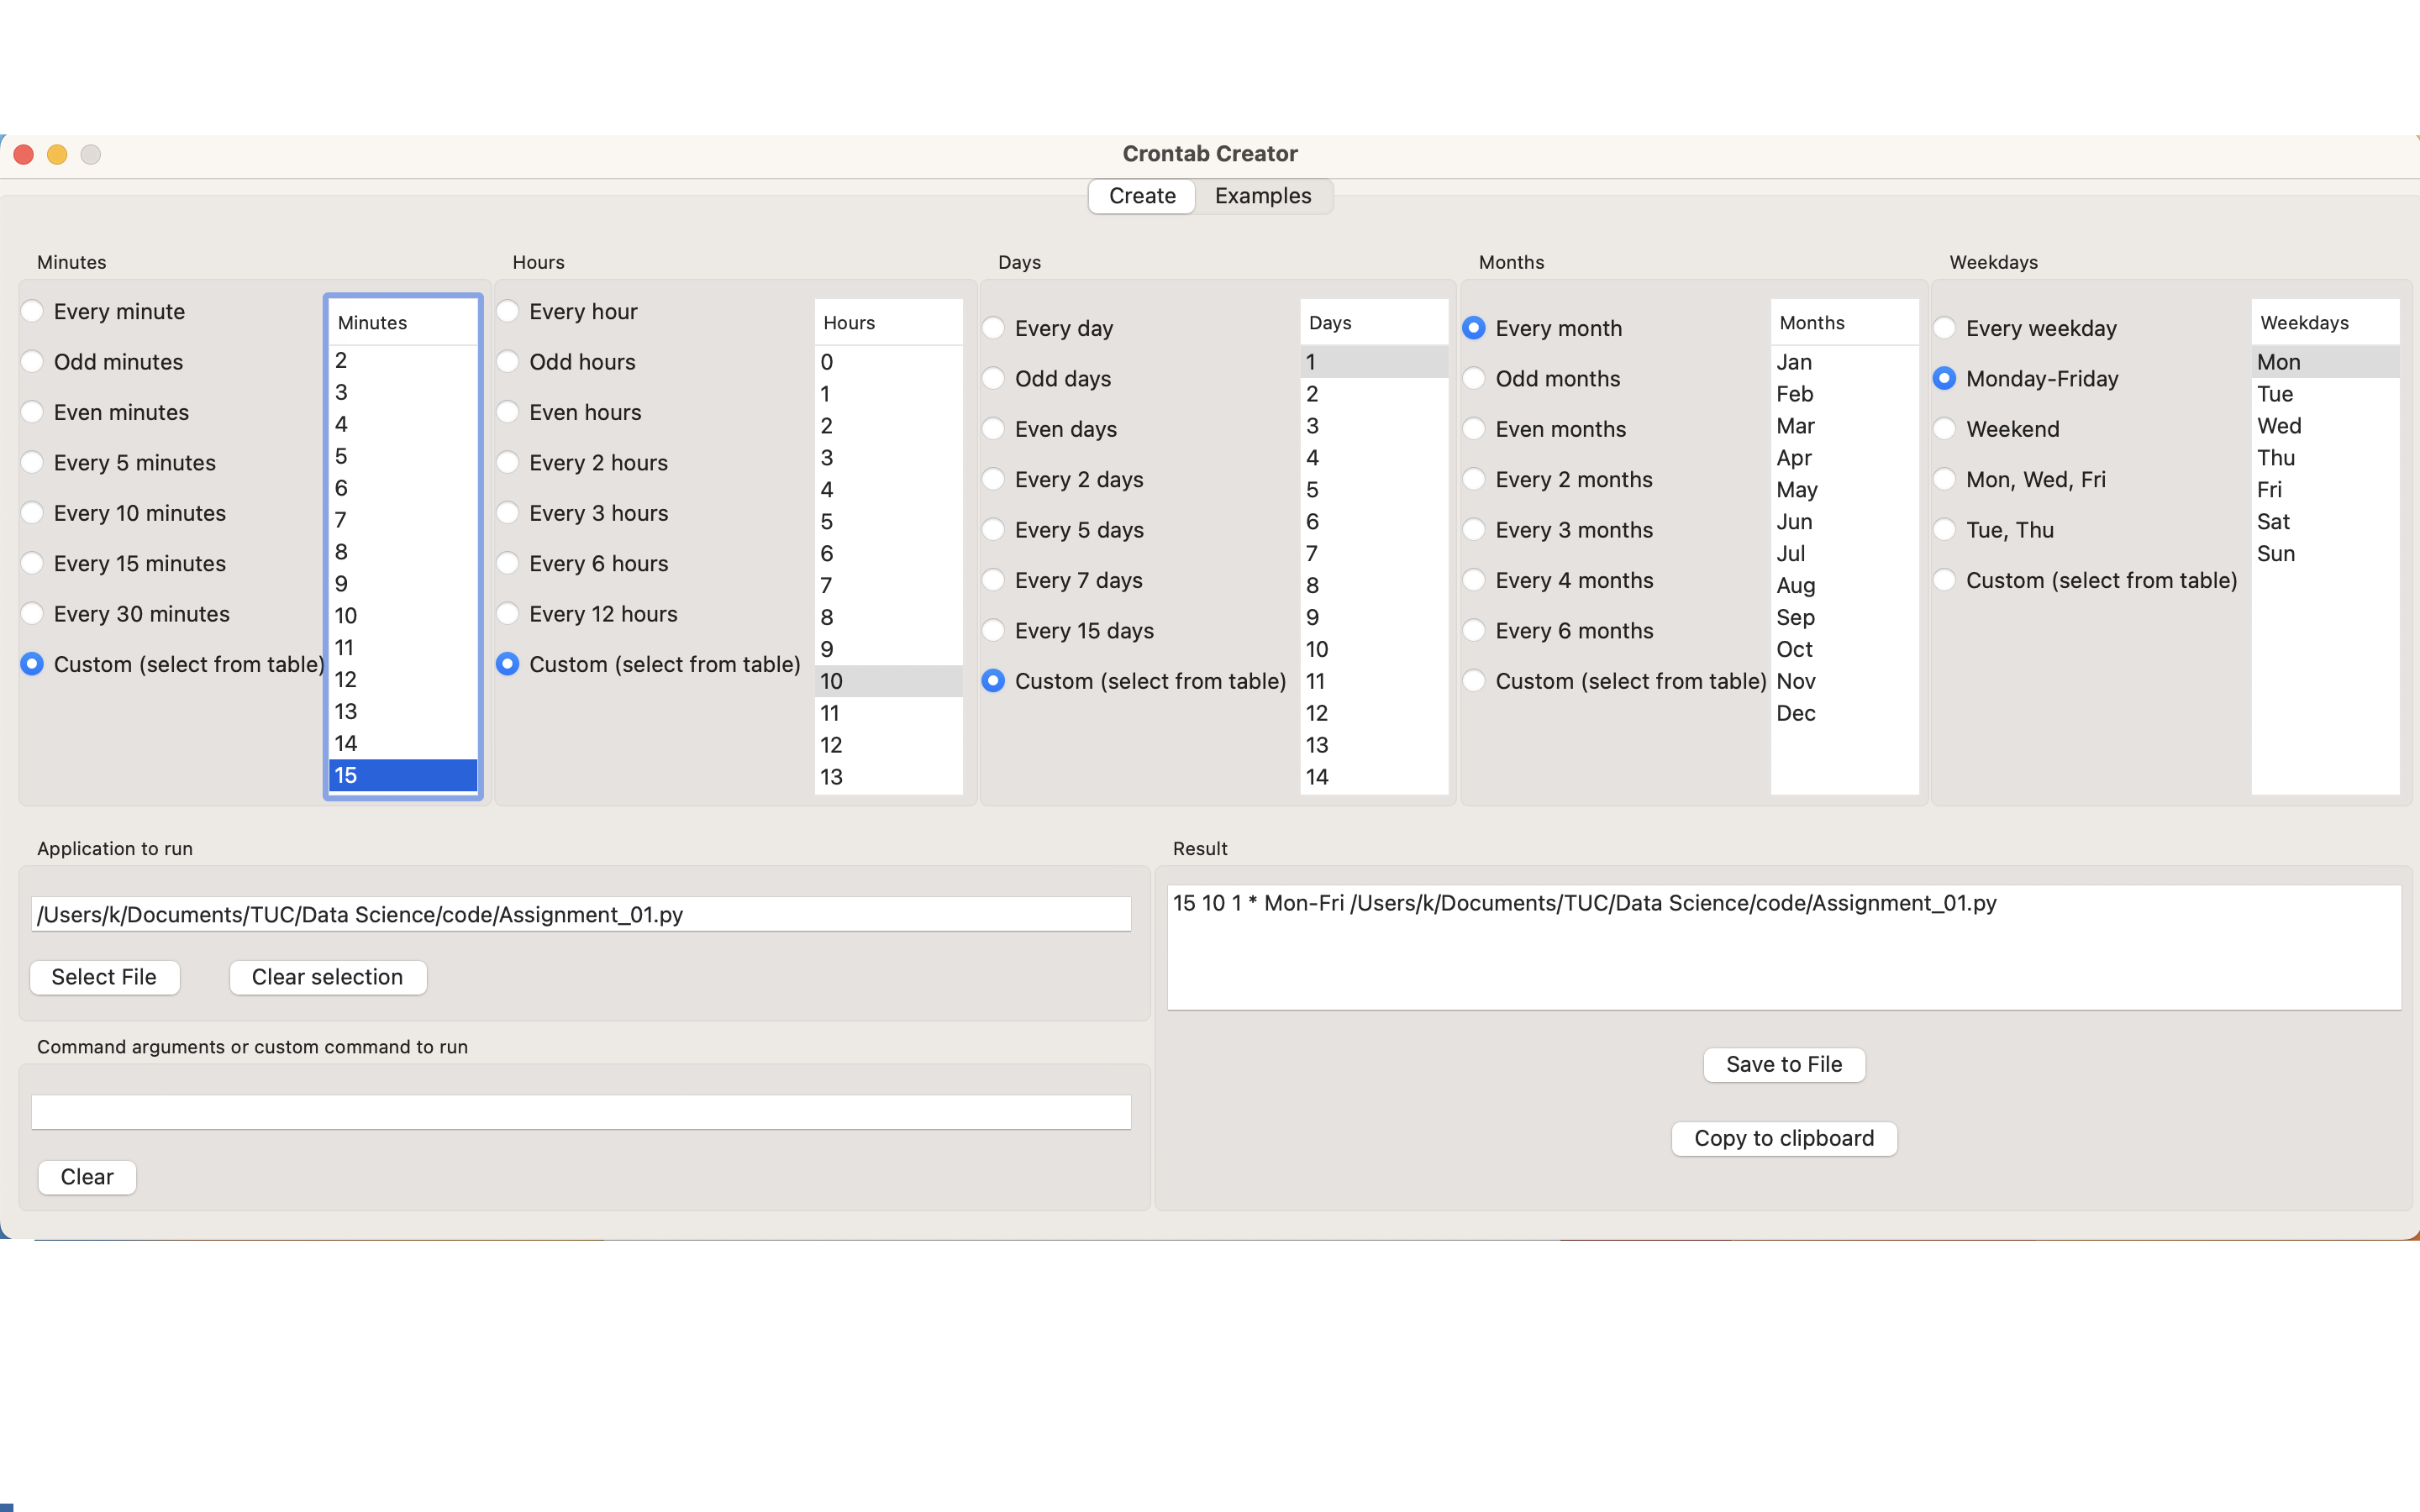 Crontab Creator
Create Examples
Minutes
Every minute
Odd minutes
Even minutes
Every 5 minutes
Every 10 minutes
Every 15 minutes
Every 30 minutes
Custom (select from table)
Minutes
2
3
4
5
6
7
8
9
10
11
12
13
14
15
Hours
Every hour
Odd hours
Even hours
Every 2 hours
Every 3 hours
Every 6 hours
Every 12 hours
Custom (select from table)
Hours
0
1
2
3
4
5
6
7
8
9
10
11
12
13
Days
Every day
Odd days
Even days
Every 2 days
Every 5 days
Every 7 days
Every 15 days
Custom (select from table)
Days
1
2
3
4
5
6
7
8
9
10
11
12
13
14
Months
Every month
Odd months
Even months
Every 2 months
Every 3 months
Every 4 months
Every 6 months
Custom (select from table)
Months
Jan
Feb
Mar
Apr
May
Jun
Jul
Aug
Sep
Oct
Nov
Dec
Weekdays
Every weekday
Monday-Friday
Weekend
Mon, Wed, Fri
Tue, Thu
Custom (select from table)
Weekdays
Mon
Tue
Wed
Thu
Fri
Sat
Sun
Application to run
/Users/k/Documents/TUC/Data Science/code/Assignment_01.py
Select File
Clear selection
Command arguments or custom command to run
Clear
Result
15 10 1 * Mon-Fri /Users/k/Documents/TUC/Data Science/code/Assignment_01.py
Save to File
Copy to clipboard